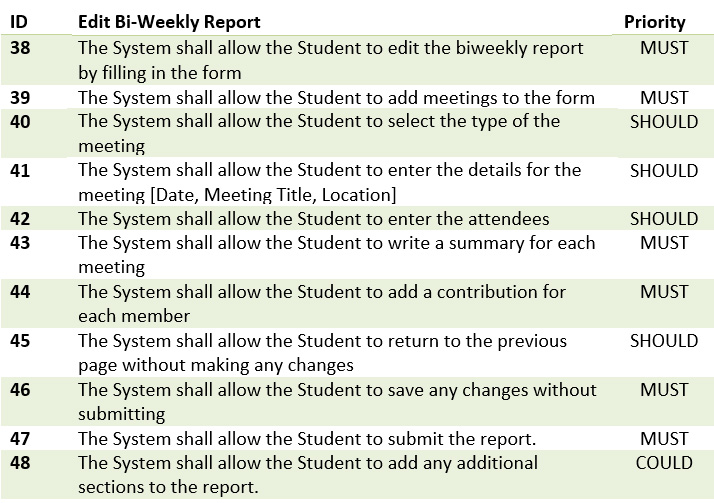 ID Edit Bi-Weekly Report Priority
38 The System shall allow the Student to edit the biweekly report MUST
by filling in the form
39 The System shall allow the Student to add meetings to the form MUST
40 The System shall allow the Student to select the type of the SHOULD
meeting
41 The System shall allow the Student to enter the details for the SHOULD
meeting [Date, Meeting Title, Location]
42 The System shall allow the Student to enter the attendees SHOULD
43 The System shall allow the Student to write a summary for each MUST
meeting
44 The System shall allow the Student to add a contribution for MUST
each member
45 The System shall allow the Student to return to the previous SHOULD
page without making any changes
46 The System shall allow the Student to save any changes without MUST
submitting
47 The System shall allow the Student to submit the report. MUST
48 The System shall allow the Student to add any additional COULD
sections to the report.